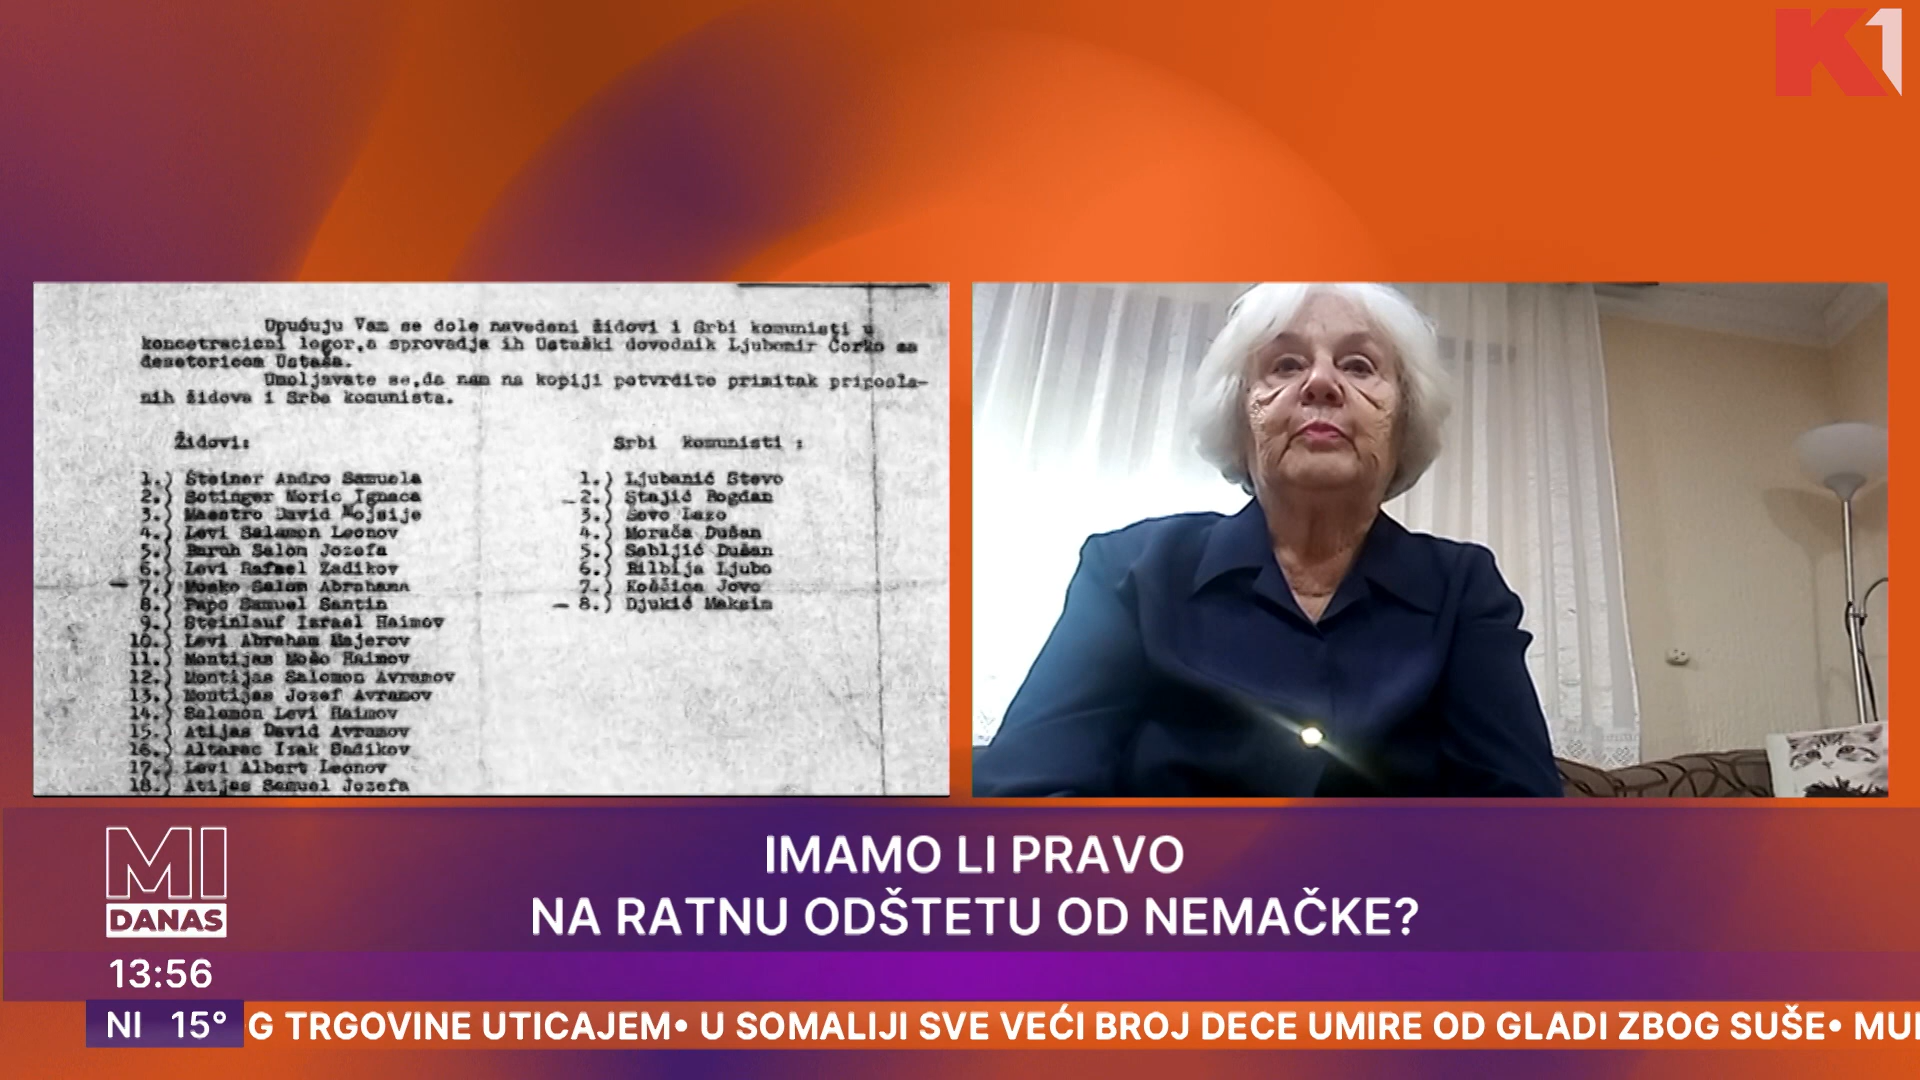 K1
Upućuju Vam se dole navedeni židovi i Srbi komunisti u
koncetracioni logor,a sprovadja ih Ustaški dovodnik Ljubomir Čorko sa
desetoricom Ustaša.
Umoljavate se,da nam na kopiji potvrdite primitak priposla-
nih židova i Srba komunista.
Židovi:
Srbi komunisti :
1.) Šteiner Andro Samuela
2.) Sotinger Moric Ignaca
3.) Maestro David Mojsije
4.) Levi Salamon Leonov
5.) Baruh Salom Jozefa
6.) Levi Rafael Zadikov
7.) Mosko Salom Abrahama
8.) Papo Samuel Santin
9.) Steinlauf Israel Haimov
10.) Levi Abraham Majerov
11.) Montijas Mošo Haimov
12.) Montijas Salomon Avramov
13.) Montijas Jozef Avramov
14.) Salamon Levi Haimov
15.) Atijas David Avramov
16.) Altarac Isak Sadikov
17.) Levi Albert Leonov
18.) Atijas Samuel Jozefa
1.) Ljubanić Stevo
2.) Stajić Bogdan
3.) Sovo Lazo
4.) Morača Dušan
5.) Sabljić Dušan
6.) Bilbija Ljubo
7.) Jovo
8.) Djukić Maksim
MI
DANAS
13:56
IMAMO LI PRAVO
NA RATNU ODŠTETU OD NEMAČKE?
NI 15°
G TRGOVINE UTICAJEM• U SOMALIJI SVE VEĆI BROJ DECE UMIRE OD GLADI ZBOG SUŠE•